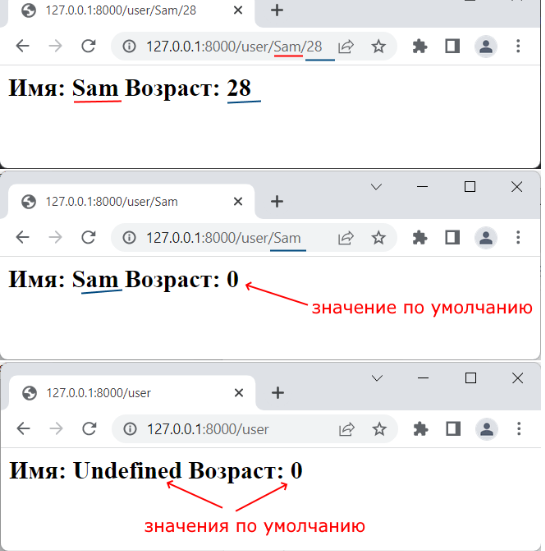 127.0.0.1:8000/user/Sam/28
127.0.0.1:8000/user/Sam/28
Имя: Sam Возраст: 28
127.0.0.1:8000/user/Sam
127.0.0.1:8000/user/Sam
Имя: Sam Возраст: 0
значение по умолчанию
127.0.0.1:8000/user
127.0.0.1:8000/user
Имя: Undefined Возраст: 0
значения по умолчанию